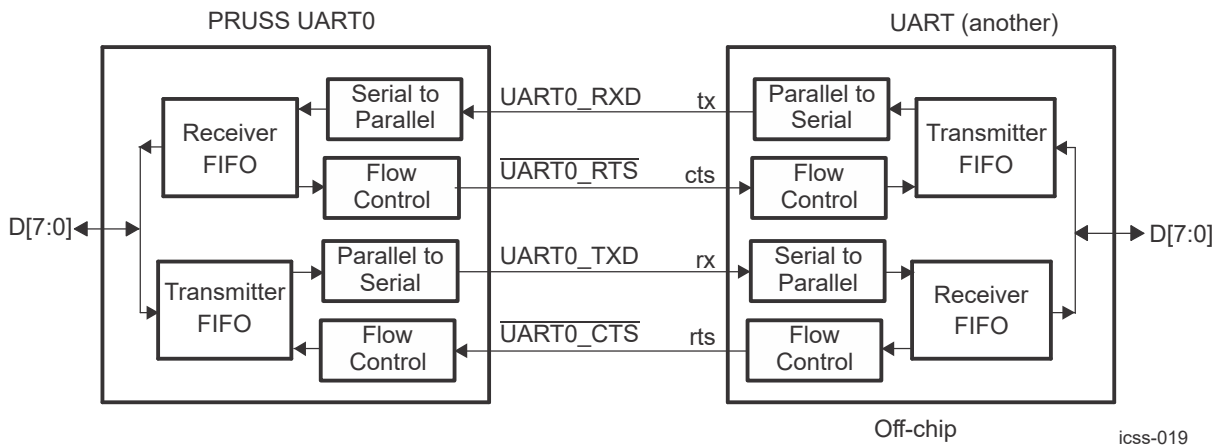 PRUSS UART0
UART (another)
Serial to
Parallel
UART0_RXD
tx
Parallel to
Serial
Receiver
FIFO
Transmitter
FIFO
Flow
Control
UART0_RTS
cts
Flow
Control
D[7:0]
D[7:0]
Parallel to
Serial
UART0_TXD
rx
Serial to
Parallel
Transmitter
FIFO
Receiver
FIFO
Flow
Control
UART0_CTS
rts
Flow
Control
Off-chip
icss-019